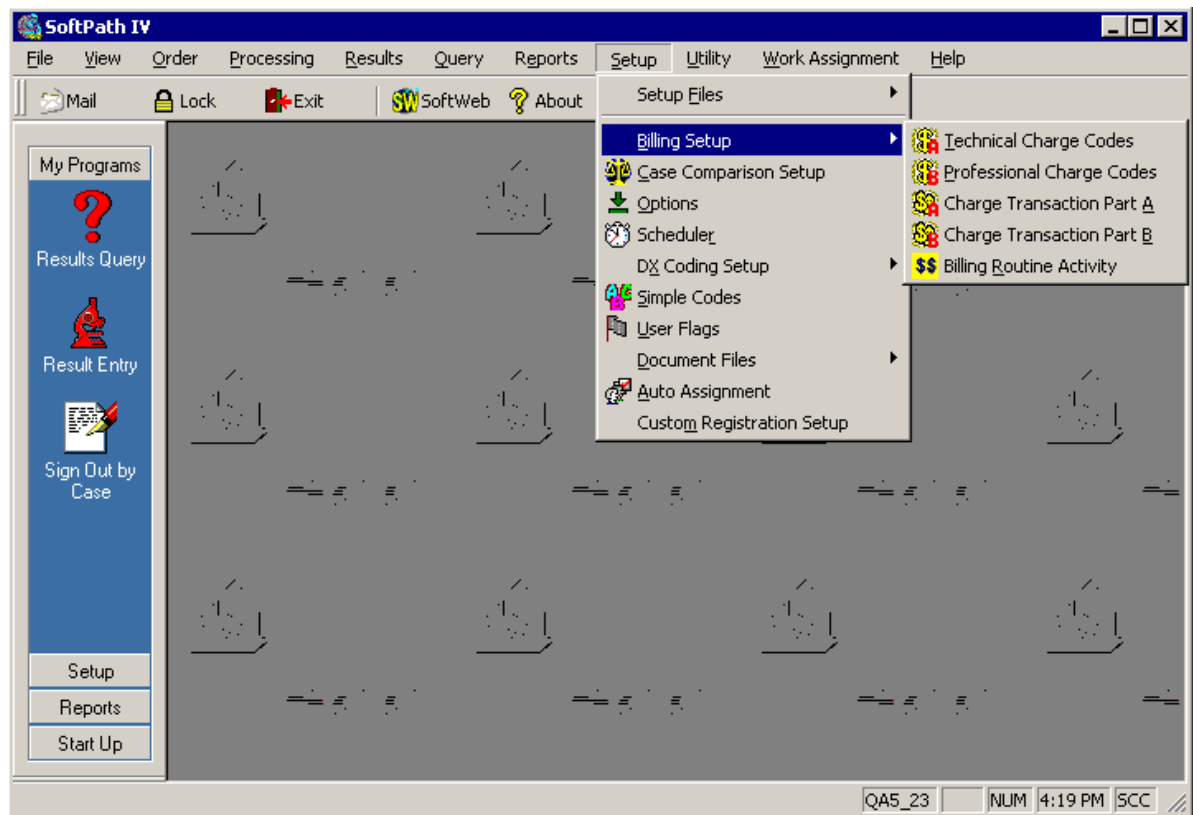 SoftPath IV
File View Order Processing Results Query Reports Setup Utility Work Assignment Help
Mail Lock Exit SoftWeb About
My Programs
Results Query
Result Entry
Sign Out by
Case
Setup
Reports
Start Up
Setup Files
Billing Setup
Case Comparison Setup
Options
Scheduler
DX Coding Setup
Simple Codes
User Flags
Document Files
Auto Assignment
Custom Registration Setup
Technical Charge Codes
Professional Charge Codes
Charge Transaction Part A
Charge Transaction Part B
$$ Billing Routine Activity
QA5_23 NUM 4:19 PM SCC